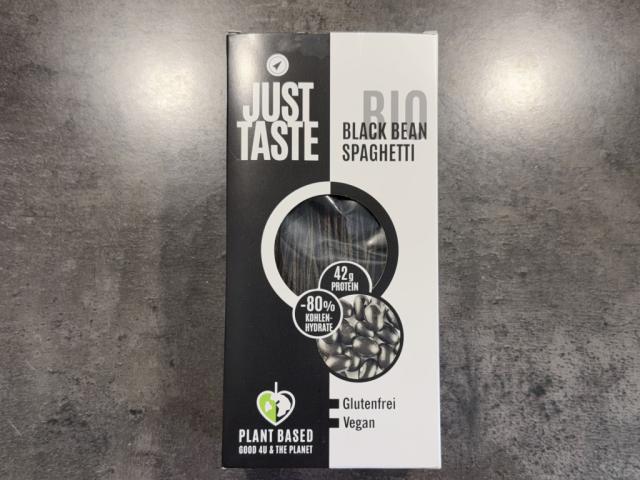 JUST
TASTE
BIO
BLACK BEAN
SPAGHETTI
42g
PROTEIN
-80%
KOHLEN-
HYDRATE
Glutenfrei
Vegan
PLANT BASED
GOOD 4U & THE PLANET